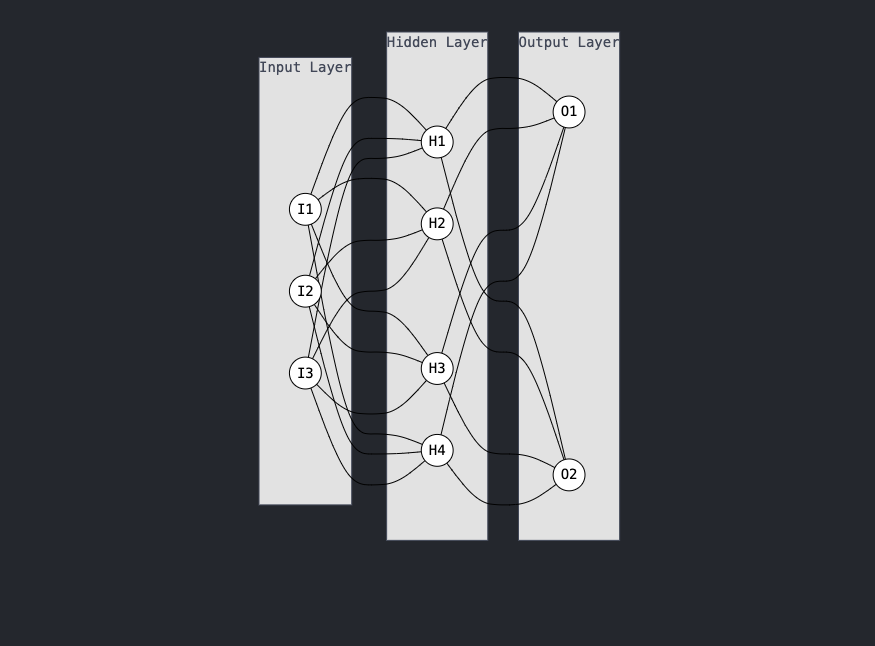 Input Layer
I1
I2
I3
Hidden Layer
H1
H2
H3
H4
Output Layer
O1
O2